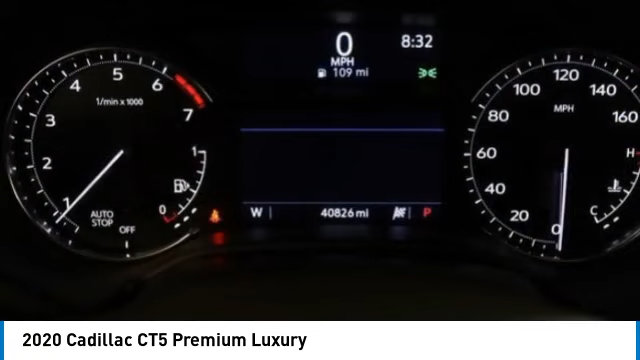 0
MPH
109 mi
8:32
1/min x 1000
1
2
3
4
5
6
7
AUTO
STOP
OFF
1
0
W
40826 mi
P
MPH
0
20
40
60
80
100
120
140
160
H
C
2020 Cadillac CT5 Premium Luxury